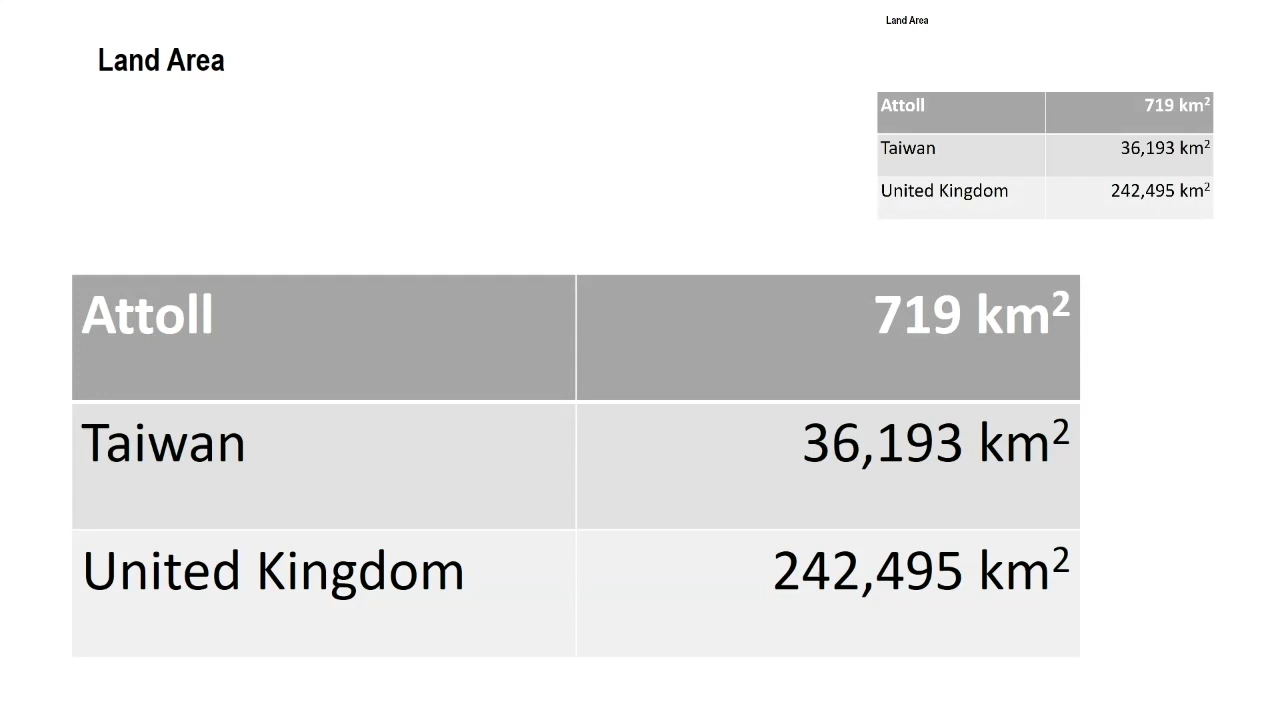 Land Area
Land Area
Attoll 719 km²
Taiwan 36,193 km²
United Kingdom 242,495 km²
Attoll 719 km²
Taiwan 36,193 km²
United Kingdom 242,495 km²